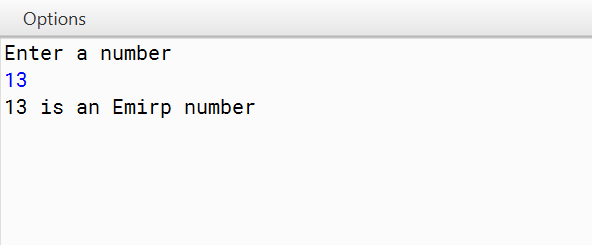 Options
Enter a number
13
13 is an Emirp number